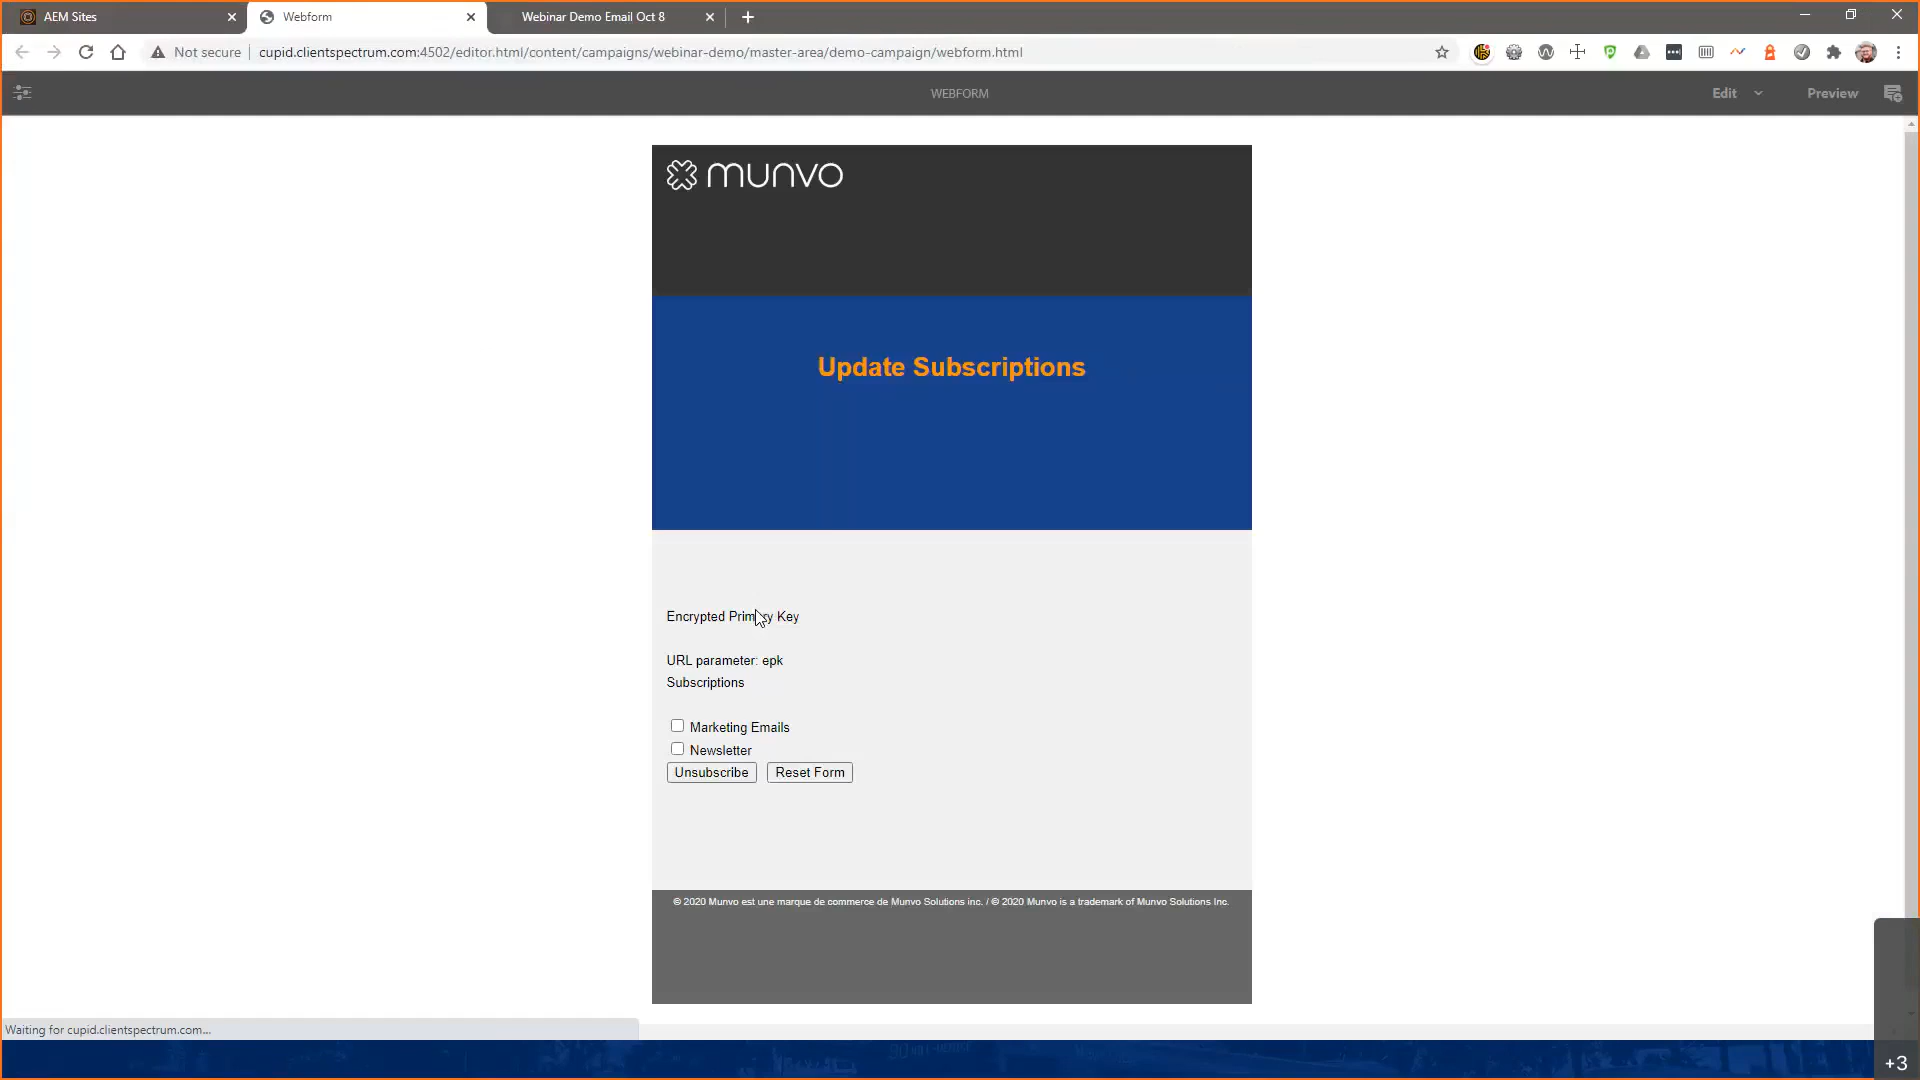 AEM Sites
Webform
Webinar Demo Email Oct 8
Not secure
cupid.clientspectrum.com:4502/editor.html/content/campaigns/webinar-demo/master-area/demo-campaign/webform.html
WEBFORM
Edit
Preview
munvo
Update Subscriptions
Encrypted Primary Key
URL parameter: epk
Subscriptions
Marketing Emails
Newsletter
Unsubscribe
Reset Form
© 2020 Munvo est une marque de commerce de Munvo Solutions inc. / © 2020 Munvo is a trademark of Munvo Solutions Inc.
Waiting for cupid.clientspectrum.com...
+3